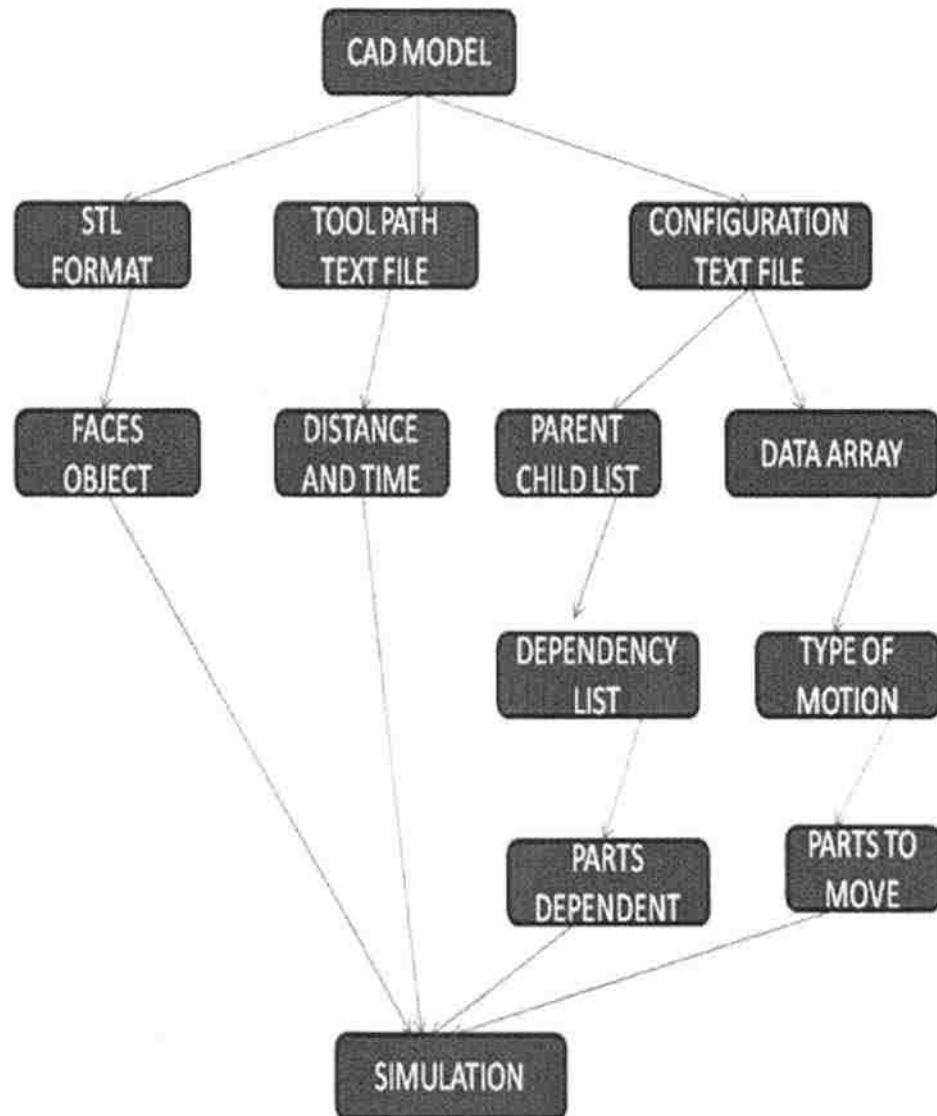 CAD MODEL
STL
FORMAT
TOOL PATH
TEXT FILE
CONFIGURATION
TEXT FILE
FACES
OBJECT
DISTANCE
AND TIME
PARENT
CHILD LIST
DATA ARRAY
DEPENDENCY
LIST
TYPE OF
MOTION
PARTS
DEPENDENT
PARTS TO
MOVE
SIMULATION